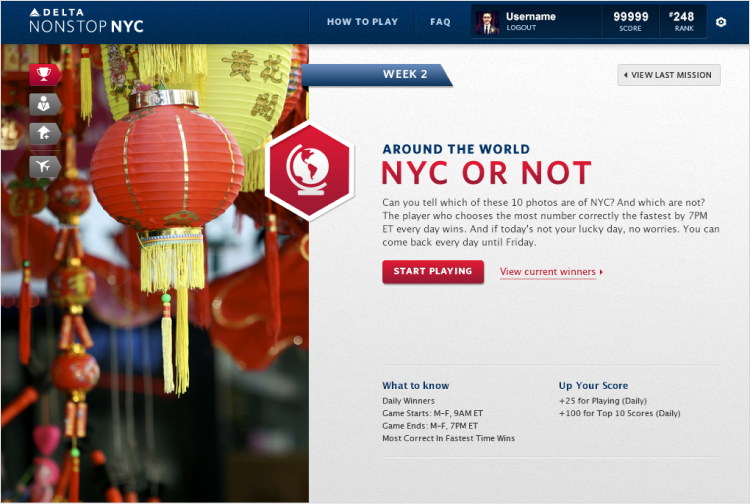 DELTA
NONSTOP NYC
HOW TO PLAY
FAQ
Username
LOGOUT
99999
SCORE
#248
RANK
WEEK 2
VIEW LAST MISSION
AROUND THE WORLD
NYC OR NOT
Can you tell which of these 10 photos are of NYC? And which are not?
The player who chooses the most number correctly the fastest by 7PM
ET every day wins. And if today's not your lucky day, no worries. You can
come back every day until Friday.
START PLAYING
View current winners
What to know
Daily Winners
Game Starts: M-F, 9AM ET
Game Ends: M-F, 7PM ET
Most Correct In Fastest Time Wins
Up Your Score
+25 for Playing (Daily)
+100 for Top 10 Scores (Daily)